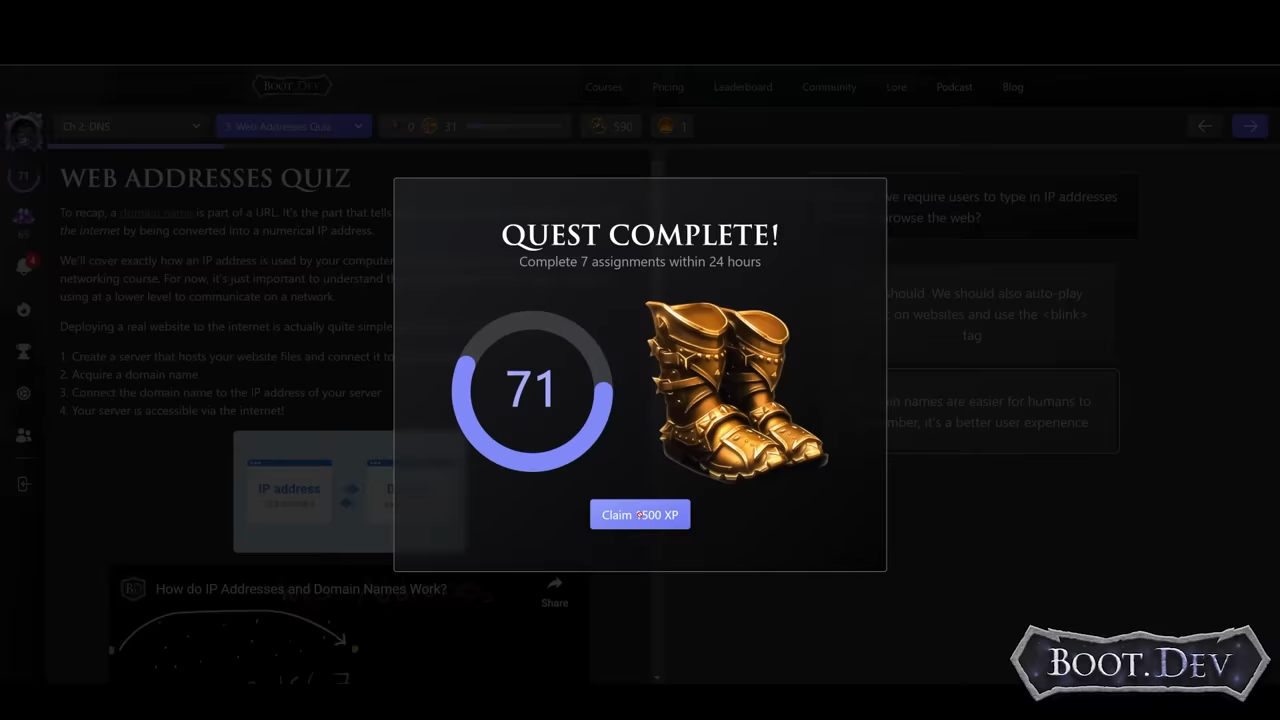 BOOT.DEV
Courses
Pricing
Leaderboard
Community
Lore
Podcast
Blog
Ch 2: DNS
3. Web Addresses Quiz
0
31
590
1
71
4
WEB ADDRESSES QUIZ
To recap, a domain name is part of a URL. It's the part that tells
the internet by being converted into a numerical IP address.
We'll cover exactly how an IP address is used by your computer
networking course. For now, it's just important to understand th
using at a lower level to communicate on a network.
Deploying a real website to the internet is actually quite simple
1. Create a server that hosts your website files and connect it to
2. Acquire a domain name
3. Connect the domain name to the IP address of your server
4. Your server is accessible via the internet!
IP address
How do IP Addresses and Domain Names Work?
Share
QUEST COMPLETE!
Complete 7 assignments within 24 hours
71
Claim 500 XP
we require users to type in IP addresses
rowse the web?
should. We should also auto-play
on websites and use the <blink>
tag
in names are easier for humans to
mber, it's a better user experience
BOOT.DEV